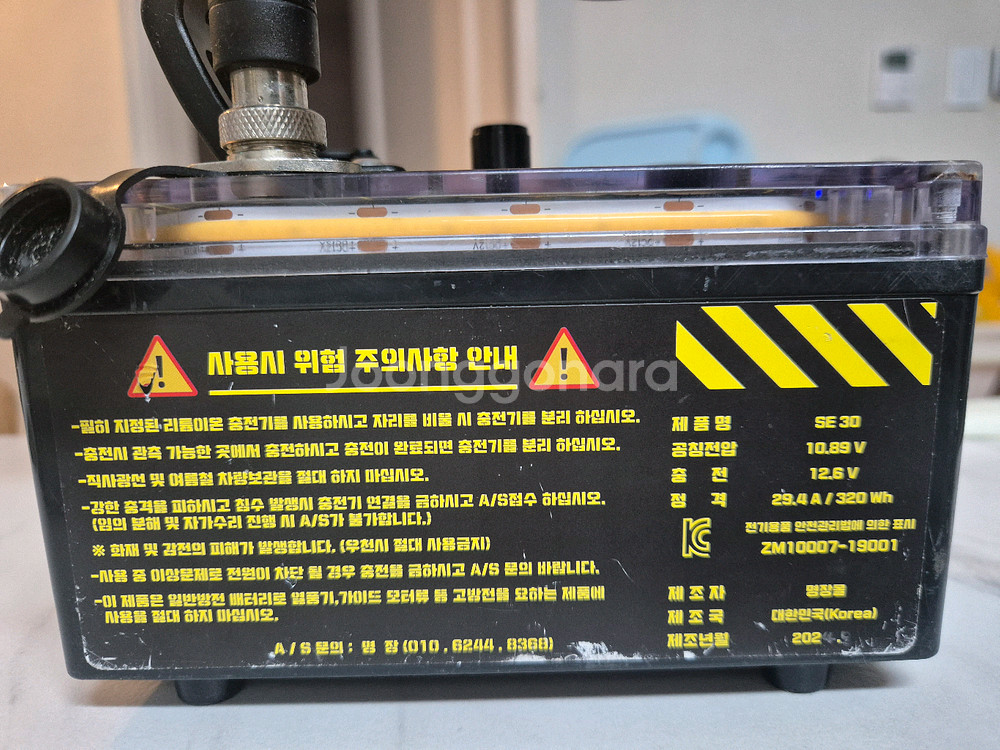 사용시 위험 주의사항 안내
Joonggonara
-필히 지정된 리튬이온 충전기를 사용하시고 자리를 비울 시 충전기를 분리 하십시오.
-충전시 관측 가능한 곳에서 충전하시고 충전이 완료되면 충전기를 분리 하십시오.
-직사광선 및 여름철 차량보관을 절대 하지 마십시오.
-강한 충격을 피하시고 침수 발생시 충전기 연결을 금하시고 A/S접수 하십시오.
(임의 분해 및 자가수리 진행 시 A/S가 불가합니다.)
※ 화재 및 감전의 피해가 발생합니다. (우천시 절대 사용금지)
-사용 중 이상문제로 전원이 차단 될 경우 충전을 금하시고 A/S 문의 바랍니다.
-이 제품은 일반방전 배터리로 열풍기,가이드 모터류 등 고방전을 요하는 제품에
사용을 절대 하지 마십시오.
A / S 문의 : 명 장 (010 . 6244 . 8368)
제 품 명 SE 30
공칭전압 10.89 V
충 전 12.6 V
정 격 29.4 A / 320 Wh
전기용품 안전관리법에 의한 표시
ZM10007-19001
제 조 자 명장쿨
제 조 국 대한민국(Korea)
제조년월 2024